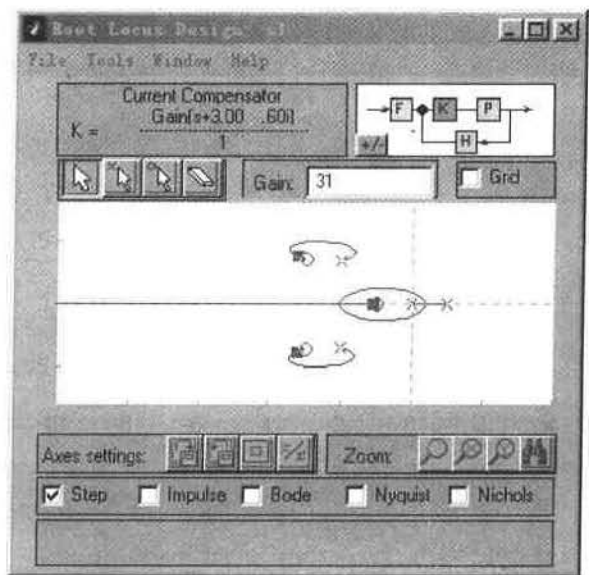 Root Locus Design
File Tools Window Help
Current Compensator
Gain[s+3.00 .60i]
K =
1
F
K
P
H
+/-
Gain: 31
Grid
Axes settings:
Zoom:
Step
Impulse
Bode
Nyquist
Nichols